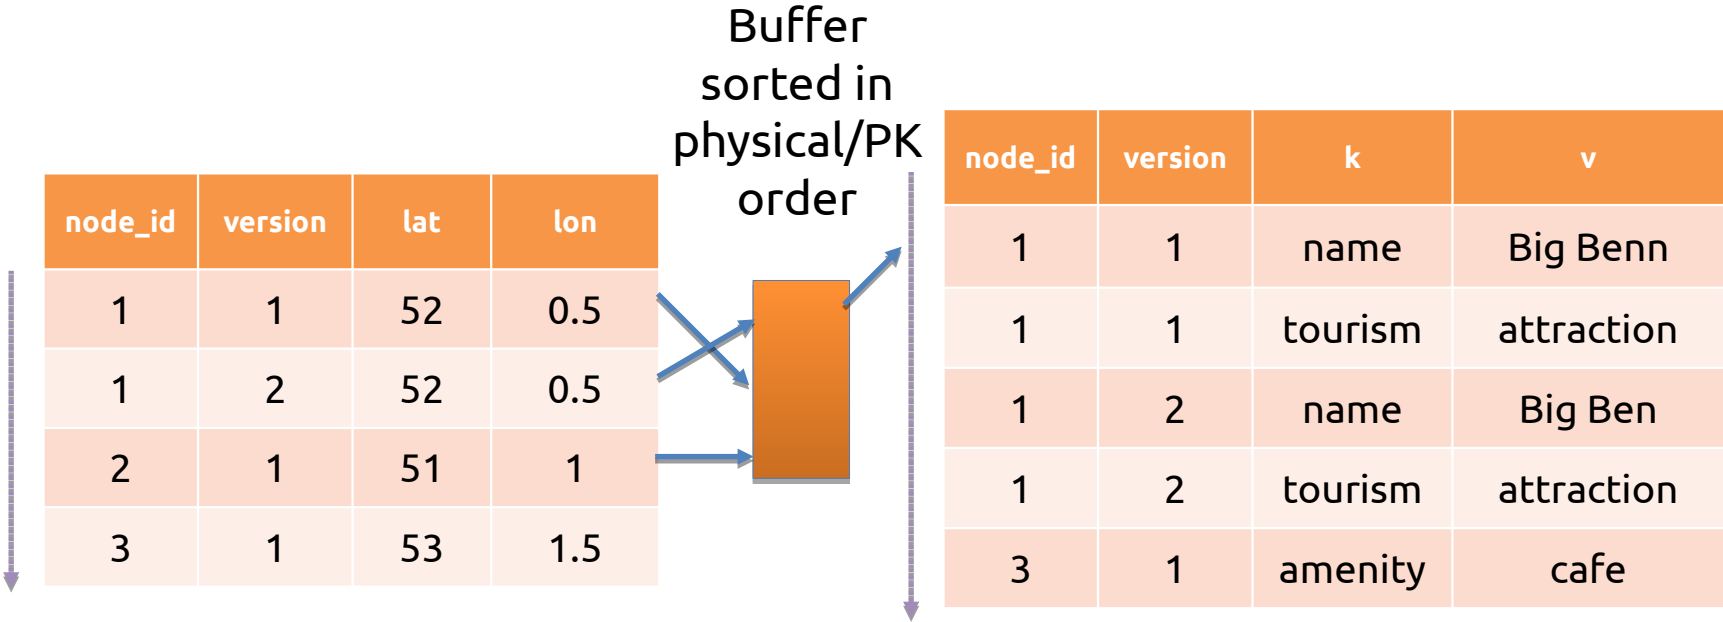 Buffer
sorted in
physical/PK
order
node_id version lat lon
1 1 52 0.5
1 2 52 0.5
2 1 51 1
3 1 53 1.5
node_id version k v
1 1 name Big Benn
1 1 tourism attraction
1 2 name Big Ben
1 2 tourism attraction
3 1 amenity cafe